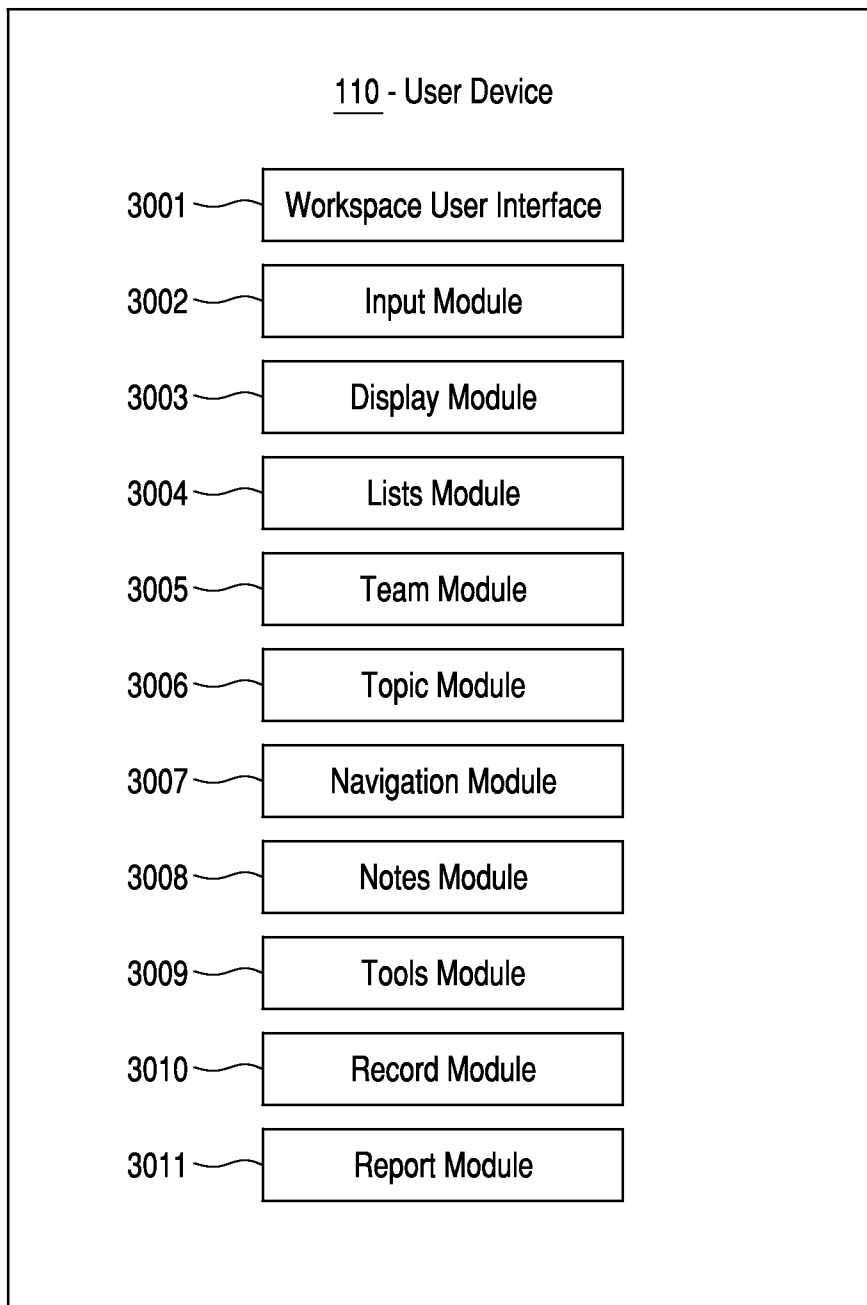 110 - User Device
3001 Workspace User Interface
3002 Input Module
3003 Display Module
3004 Lists Module
3005 Team Module
3006 Topic Module
3007 Navigation Module
3008 Notes Module
3009 Tools Module
3010 Record Module
3011 Report Module